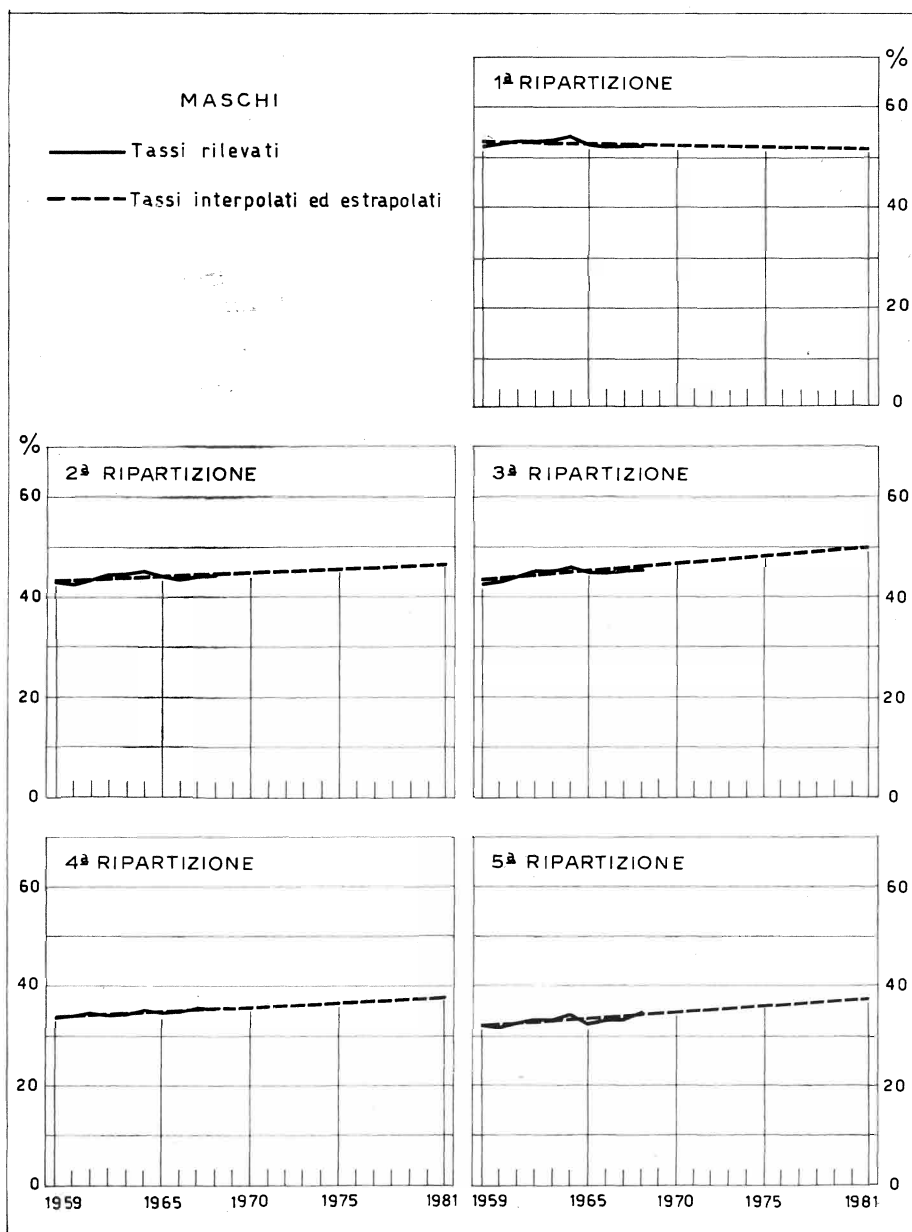 MASCHI
Tassi rilevati
Tassi interpolati ed estrapolati
%
1ª RIPARTIZIONE
60
40
20
0
%
2ª RIPARTIZIONE
60
40
20
0
3ª RIPARTIZIONE
60
40
20
0
4ª RIPARTIZIONE
60
40
20
0
1959 1965 1970 1975 1981
5ª RIPARTIZIONE
60
40
20
0
1959 1965 1970 1975 1981